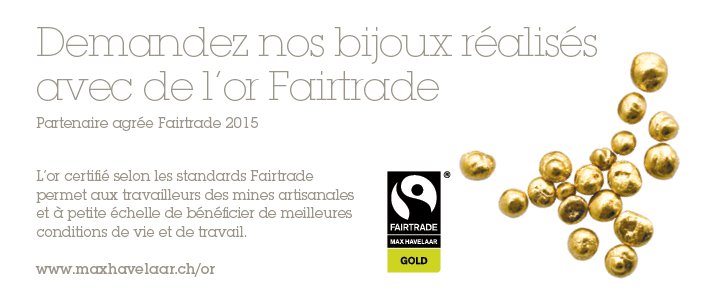 Demandez nos bijoux réalisés
avec de l'or Fairtrade
Partenaire agrée Fairtrade 2015
L'or certifié selon les standards Fairtrade
permet aux travailleurs des mines artisanales
et à petite échelle de bénéficier de meilleures
conditions de vie et de travail.
www.maxhavelaar.ch/or
®
FAIRTRADE
MAX HAVELAAR
GOLD